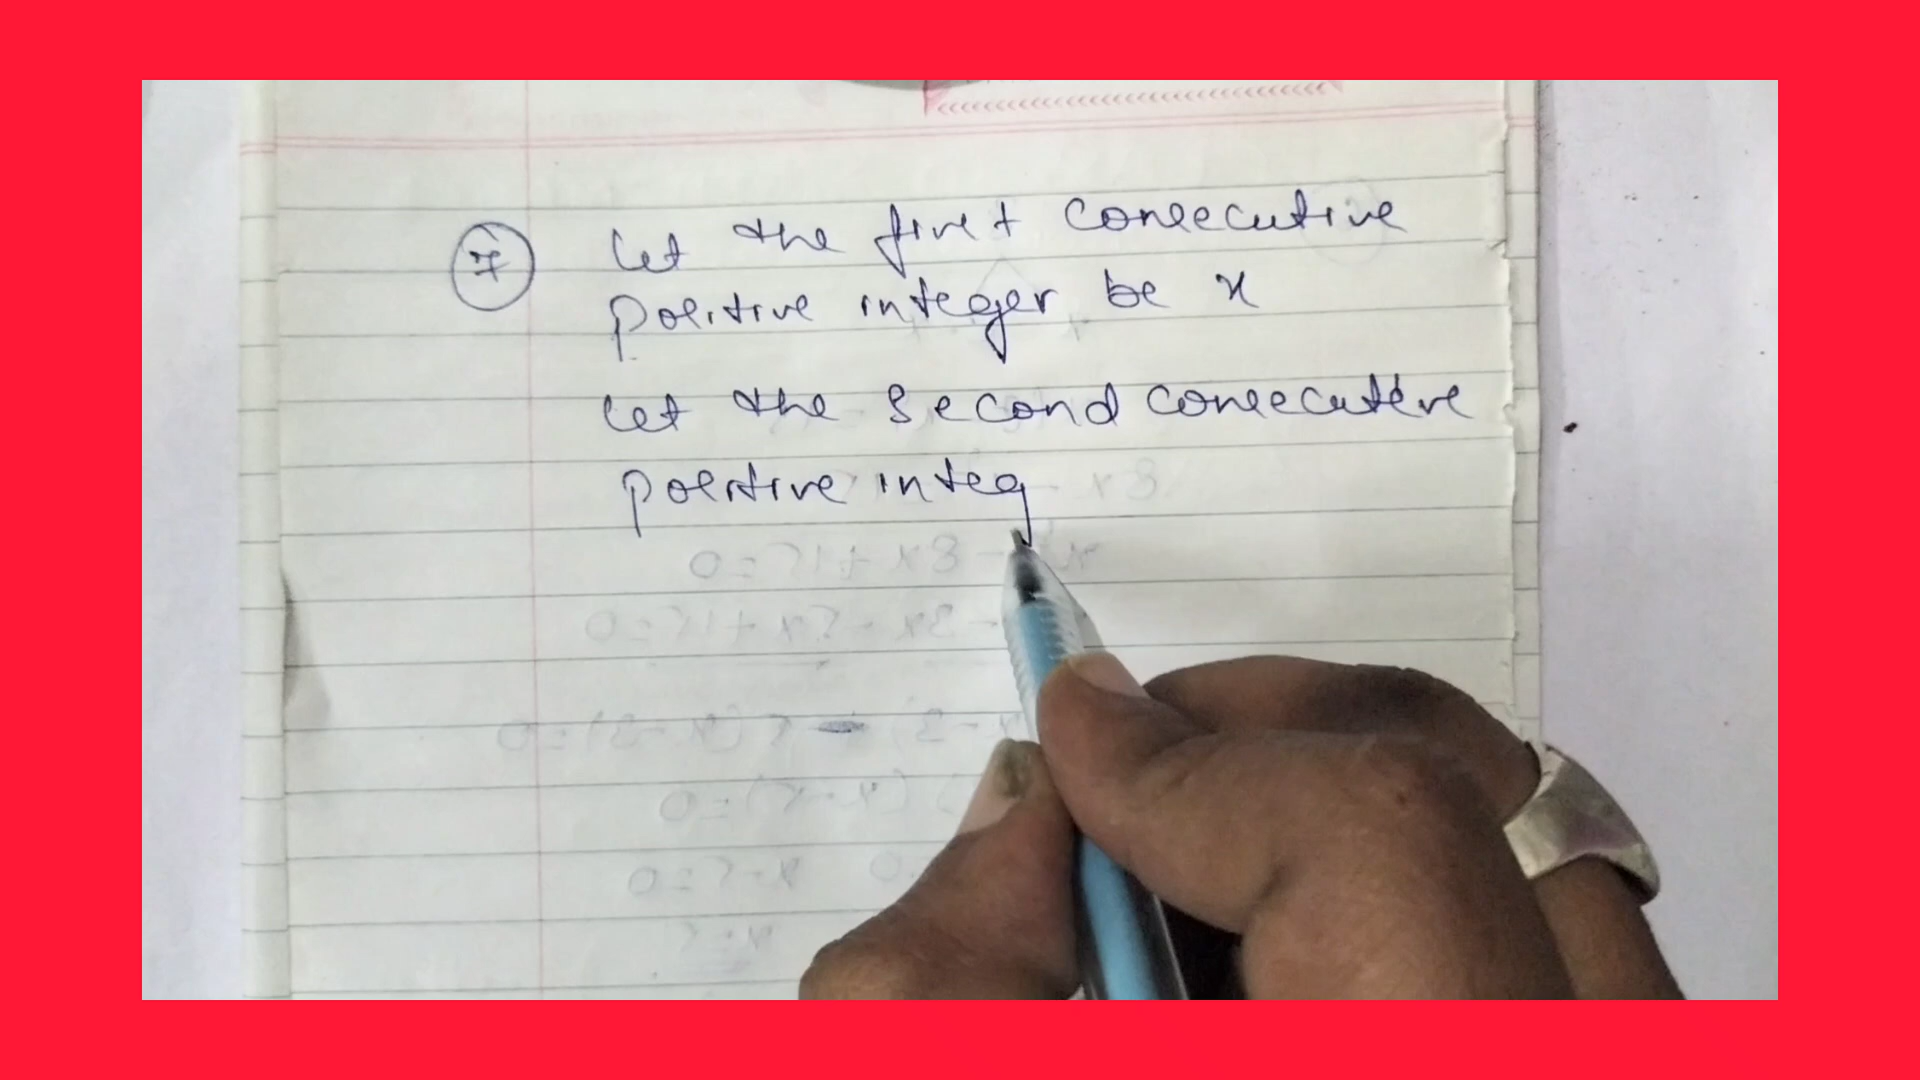 7 Let the first consecutive
positive integer be x
Let the second consecutive
positive integ